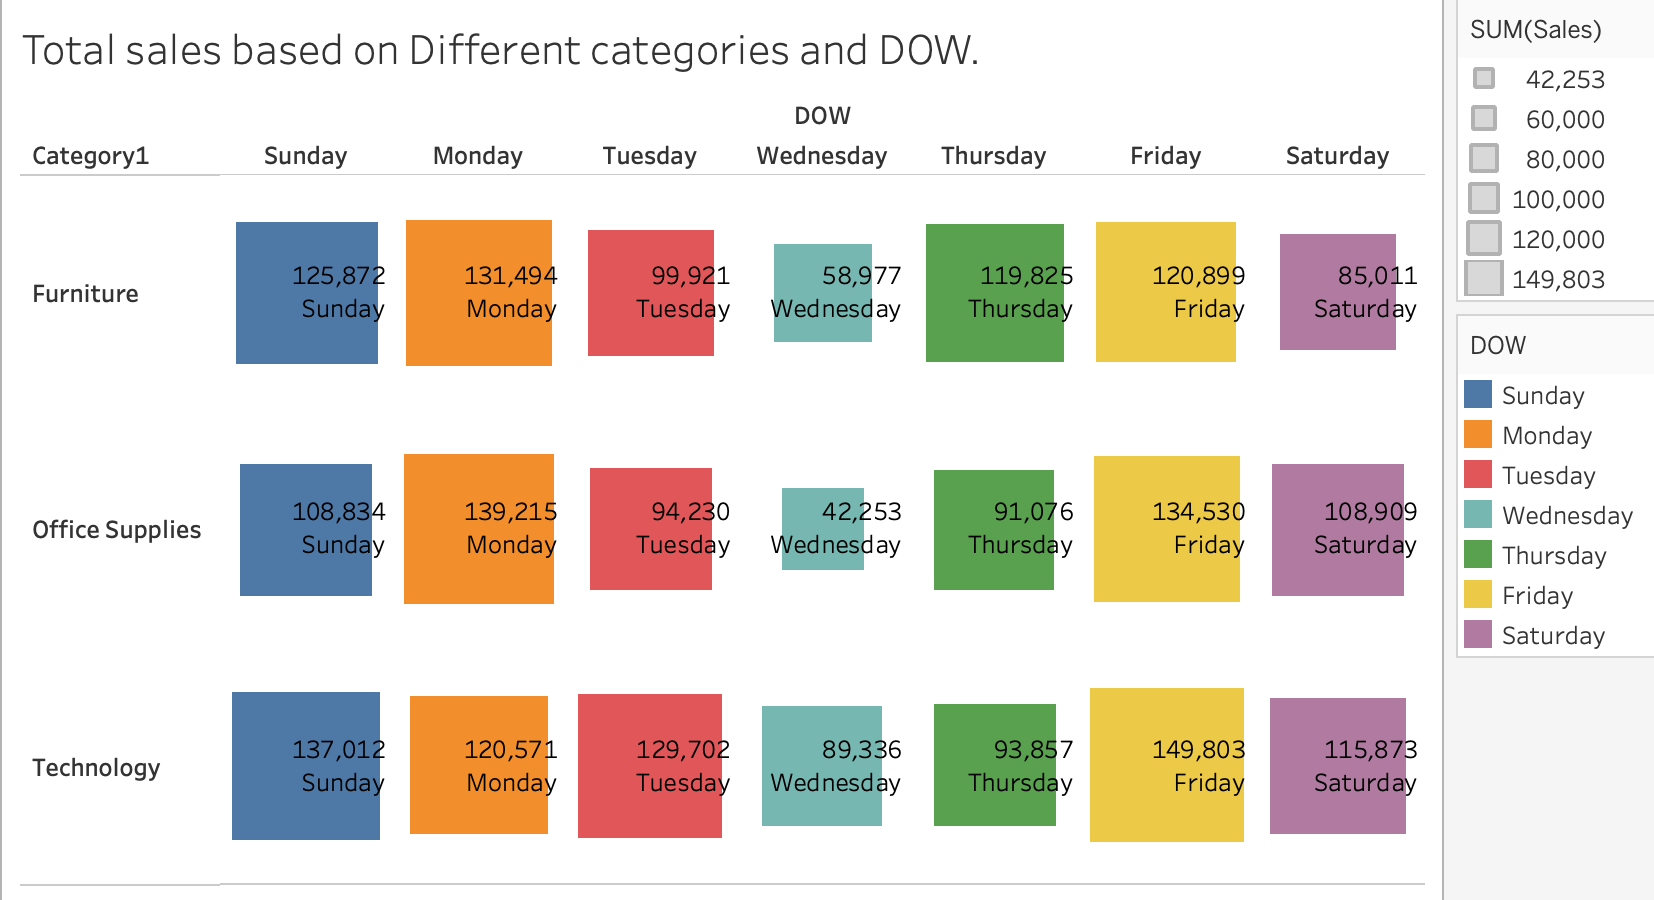 Total sales based on Different categories and DOW.
DOW
Category1 Sunday Monday Tuesday Wednesday Thursday Friday Saturday
125,872 131,494 99,921 58,977 119,825 120,899 85,011
Furniture
Sunday Monday Tuesday Wednesday Thursday Friday Saturday
108,834 139,215 94,230 42,253 91,076 134,530 108,909
Office Supplies
Sunday Monday Tuesday Wednesday Thursday Friday Saturday
137,012 120,571 129,702 89,336 93,857 149,803 115,873
Technology
Sunday Monday Tuesday Wednesday Thursday Friday Saturday
SUM(Sales)
42,253
60,000
80,000
100,000
120,000
149,803
DOW
Sunday
Monday
Tuesday
Wednesday
Thursday
Friday
Saturday